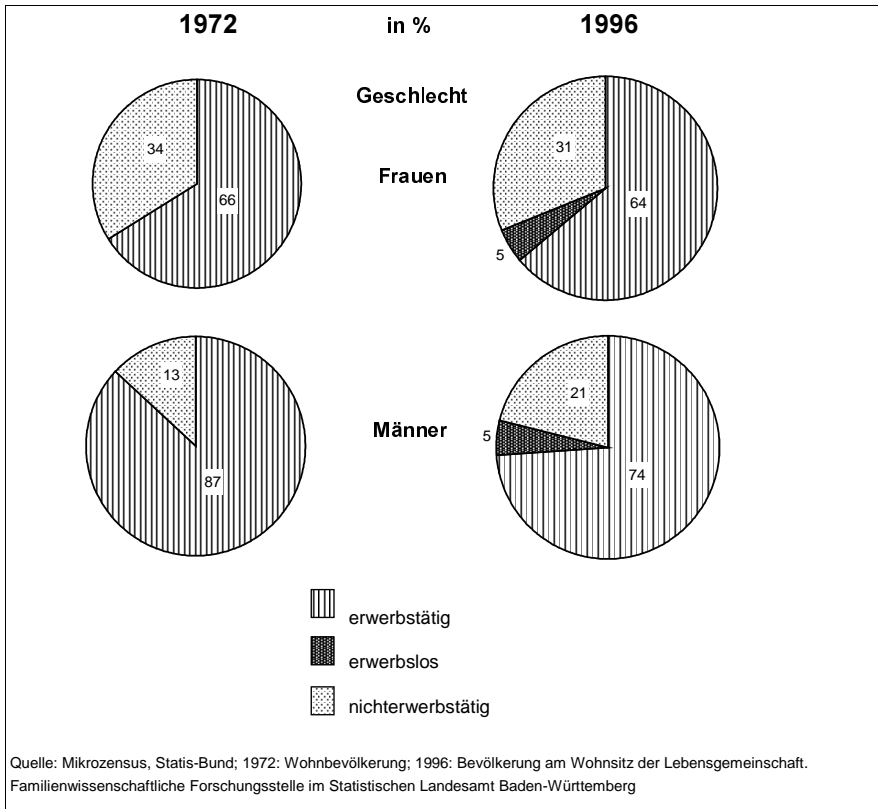 1972 in % 1996
Geschlecht
34
31
Frauen
66
64
5
13
21
Männer
5
87
74
erwerbstätig
erwerbslos
nichterwerbstätig
Quelle: Mikrozensus, Statis-Bund; 1972: Wohnbevölkerung; 1996: Bevölkerung am Wohnsitz der Lebensgemeinschaft.
Familienwissenschaftliche Forschungsstelle im Statistischen Landesamt Baden-Württemberg